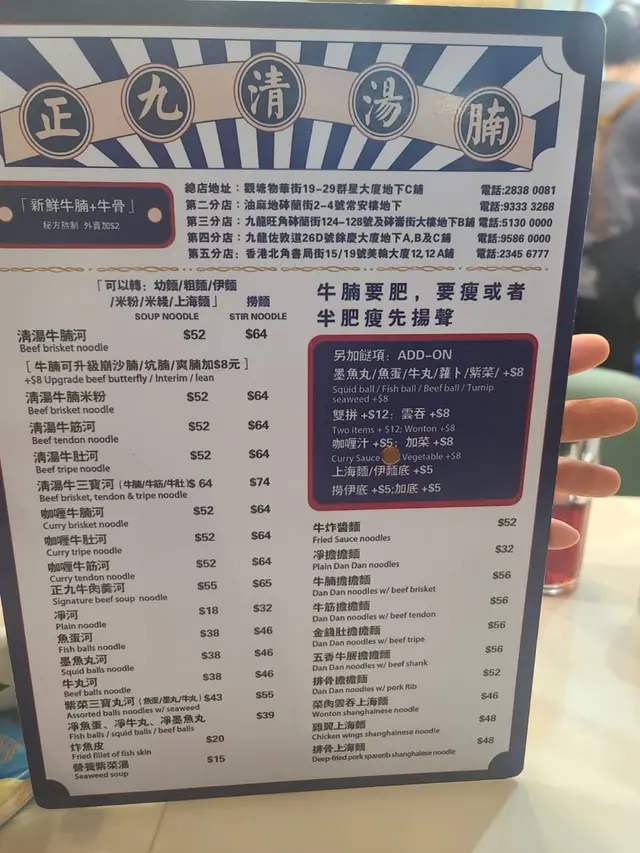 正九清湯腩
「新鮮牛腩+牛骨」
秘方熬制 外賣加$2
總店地址：觀塘物華街19-29群星大廈地下C鋪 電話:2838 0081
第二分店：油麻地砵蘭街2-4號常安樓地下 電話:9333 3268
第三分店：九龍旺角砵蘭街124-128號及砵崙街大樓地下B鋪 電話:5130 0000
第四分店：九龍佐敦道26D號餘慶大廈地下A,B及C鋪 電話:9586 0000
第五分店：香港北角書局街15/19號美輪大廈12,12A鋪 電話:2345 6777
「可以轉：幼麵/粗麵/伊麵
/米粉/米綫/上海麵」 撈麵
SOUP NOODLE STIR NOODLE
清湯牛腩河 $52 $64
Beef brisket noodle
[ 牛腩可升級崩沙腩/坑腩/爽腩加$8元 ]
+$8 Upgrade beef butterfly / Interim / lean
清湯牛腩米粉 $52 $64
Beef brisket noodle
清湯牛筋河 $52 $64
Beef tendon noodle
清湯牛肚河 $52 $64
Beef tripe noodle
清湯牛三寶河 (牛腩/牛筋/牛肚) $64 $74
Beef brisket, tendon & tripe noodle
咖喱牛腩河 $52 $64
Curry brisket noodle
咖喱牛肚河 $52 $64
Curry tripe noodle
咖喱牛筋河 $52 $64
Curry tendon noodle
正九牛肉羹河 $55 $65
Signature beef soup noodle
淨河 $18 $32
Plain noodle
魚蛋河 $38 $46
Fish balls noodle
墨魚丸河 $38 $46
Squid balls noodle
牛丸河 $38 $46
Beef balls noodle
紫菜三寶丸河 (魚蛋/墨丸/牛丸) $43 $55
Assorted balls noodles w/ seaweed
淨魚蛋、淨牛丸、淨墨魚丸 $39
Fish balls / squid balls / beef balls
炸魚皮 $20
Fried fillet of fish skin
營養紫菜湯 $15
Seaweed soup
牛腩要肥，要瘦或者
半肥瘦先揚聲
另加餸項：ADD-ON
墨魚丸/魚蛋/牛丸/蘿卜/紫菜/ +$8
Squid ball / Fish ball / Beef ball / Turnip
seaweed +$8
雙拼 +$12； 雲吞 +$8
Two items + $12; Wonton +$8
咖喱汁 +$5； 加菜 +$8
Curry Sauce Vegetable +$8
上海麵/伊麵底 +$5
撈伊底 +$5;加底 +$5
牛炸醬麵 $52
Fried Sauce noodles
淨擔擔麵 $32
Plain Dan Dan noodles
牛腩擔擔麵 $56
Dan Dan noodles w/ beef brisket
牛筋擔擔麵 $56
Dan Dan noodles w/ beef tendon
金錢肚擔擔麵 $56
Dan Dan noodles w/ beef tripe
五香牛展擔擔麵 $56
Dan Dan noodles w/ beef shank
排骨擔擔麵 $52
Dan Dan noodles w/ pork Rib
菜肉雲吞上海麵 $46
Wonton shanghainese noodle
雞翼上海麵 $48
Chicken wings shanghainese noodle
排骨上海麵 $48
Deep-fried pork sparerib shanghainese noodle